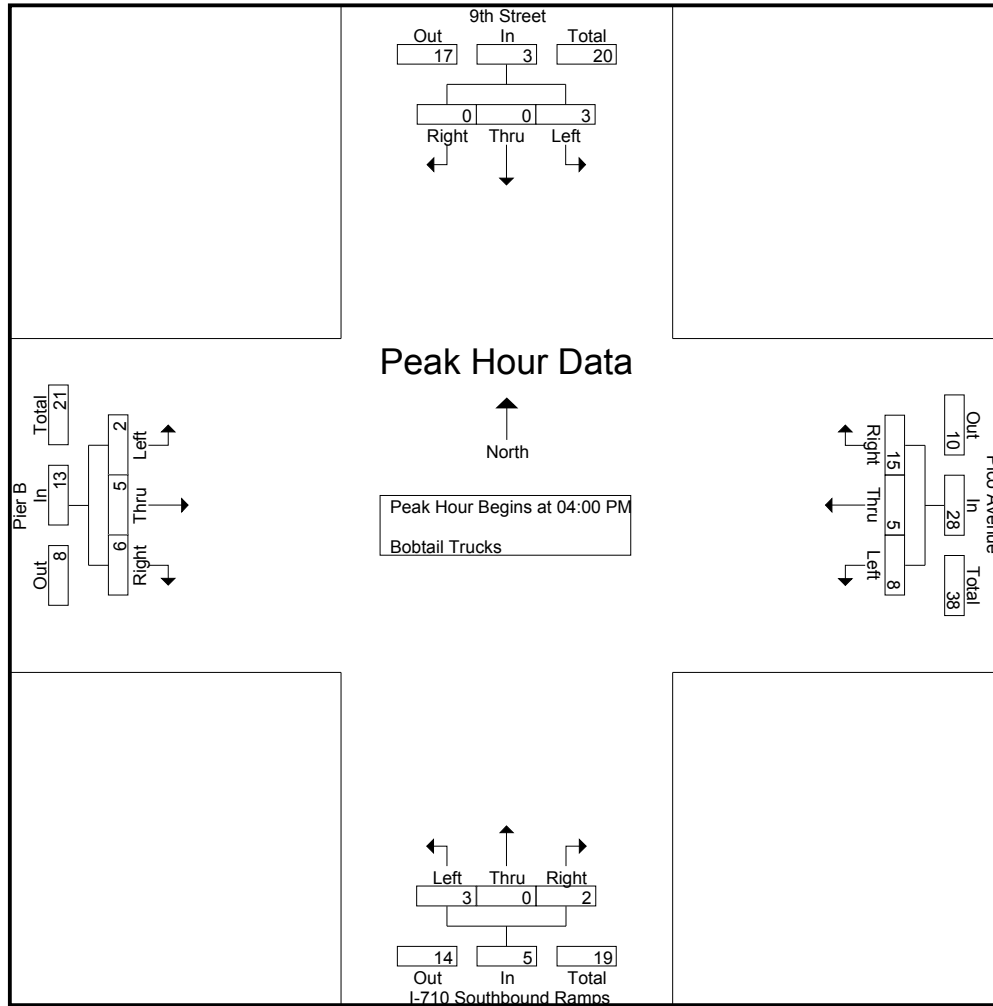 9th Street
Out In Total
17 3 20
0 0 3
Right Thru Left
Peak Hour Data
North
Peak Hour Begins at 04:00 PM
Bobtail Trucks
Pier B
Total In Out
21 13 8
2 5 6
Left Thru Right
Right Thru Left
15 5 8
Out In Total
10 28 38
Avenue
Left Thru Right
3 0 2
14 5 19
Out In Total
I-710 Southbound Ramps